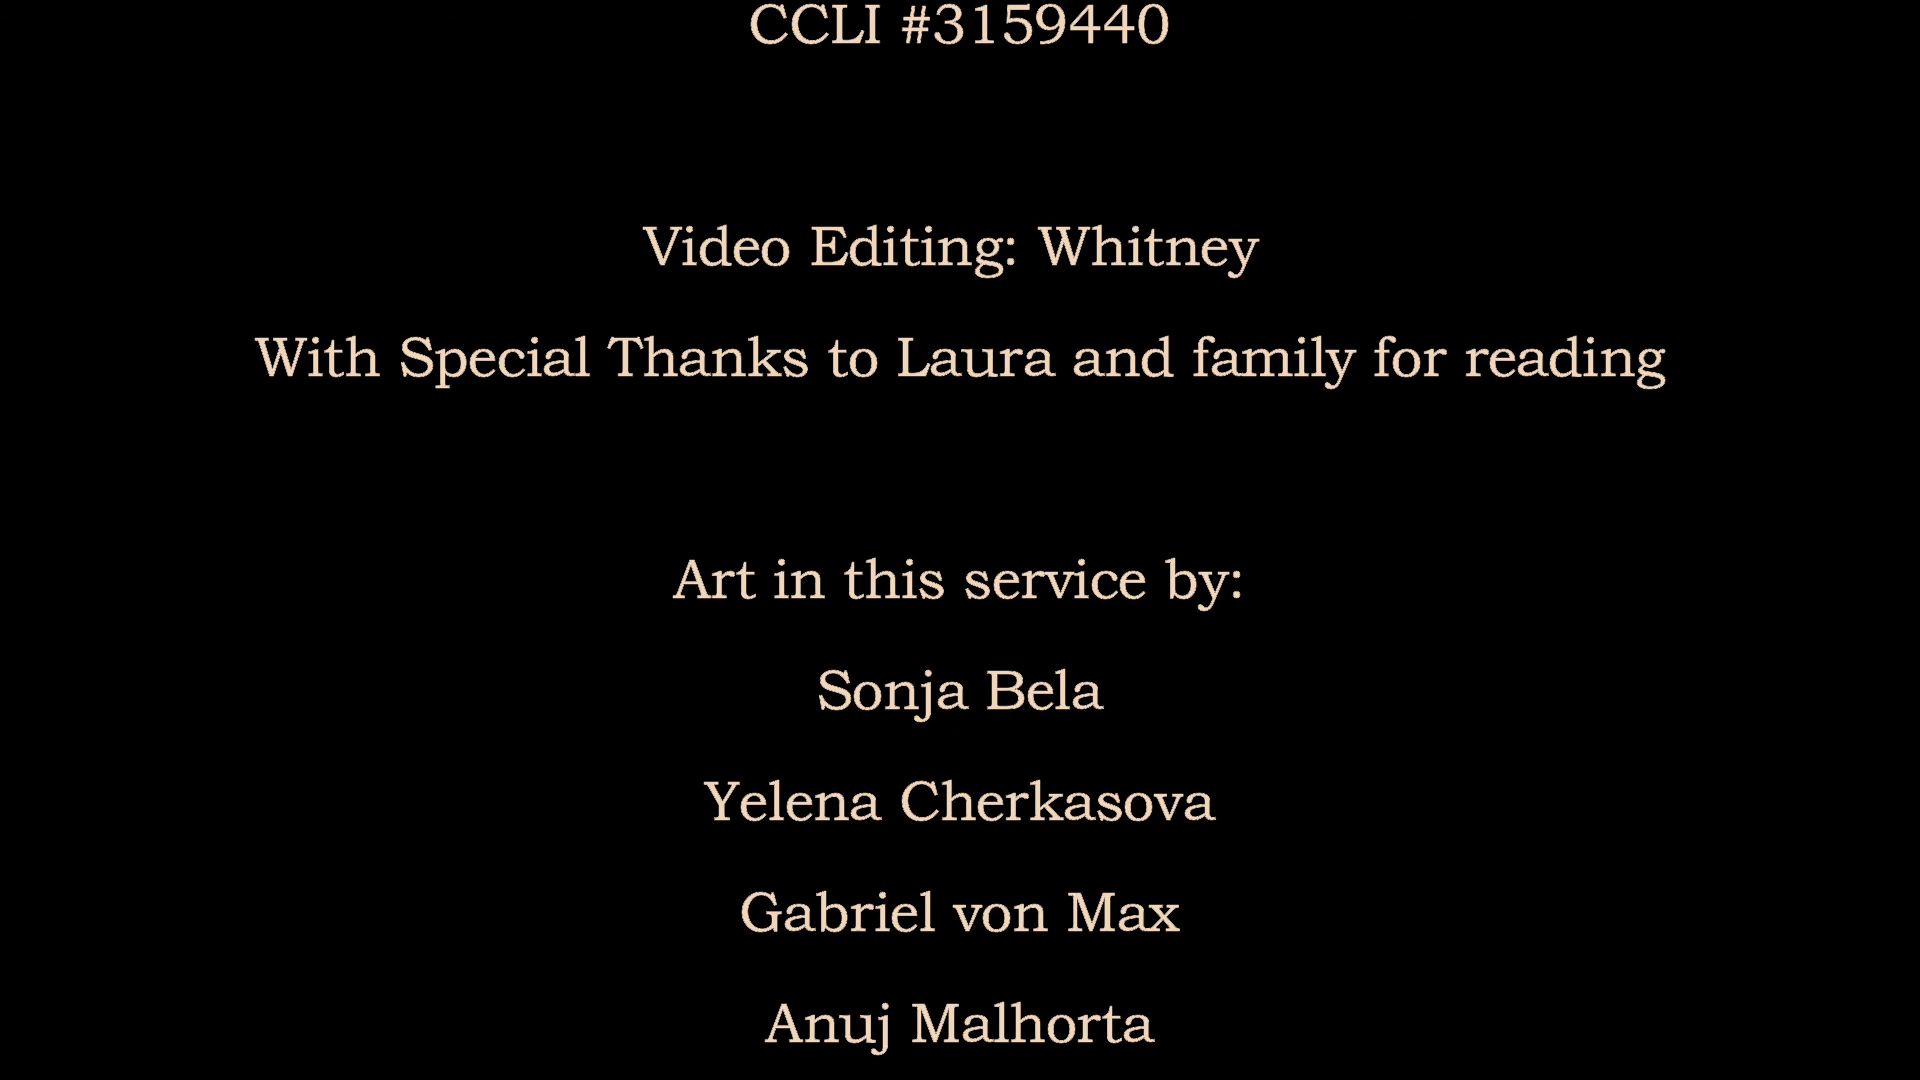 CCLI #3159440
Video Editing: Whitney
With Special Thanks to Laura and family for reading
Art in this service by:
Sonja Bela
Yelena Cherkasova
Gabriel von Max
Anuj Malhorta